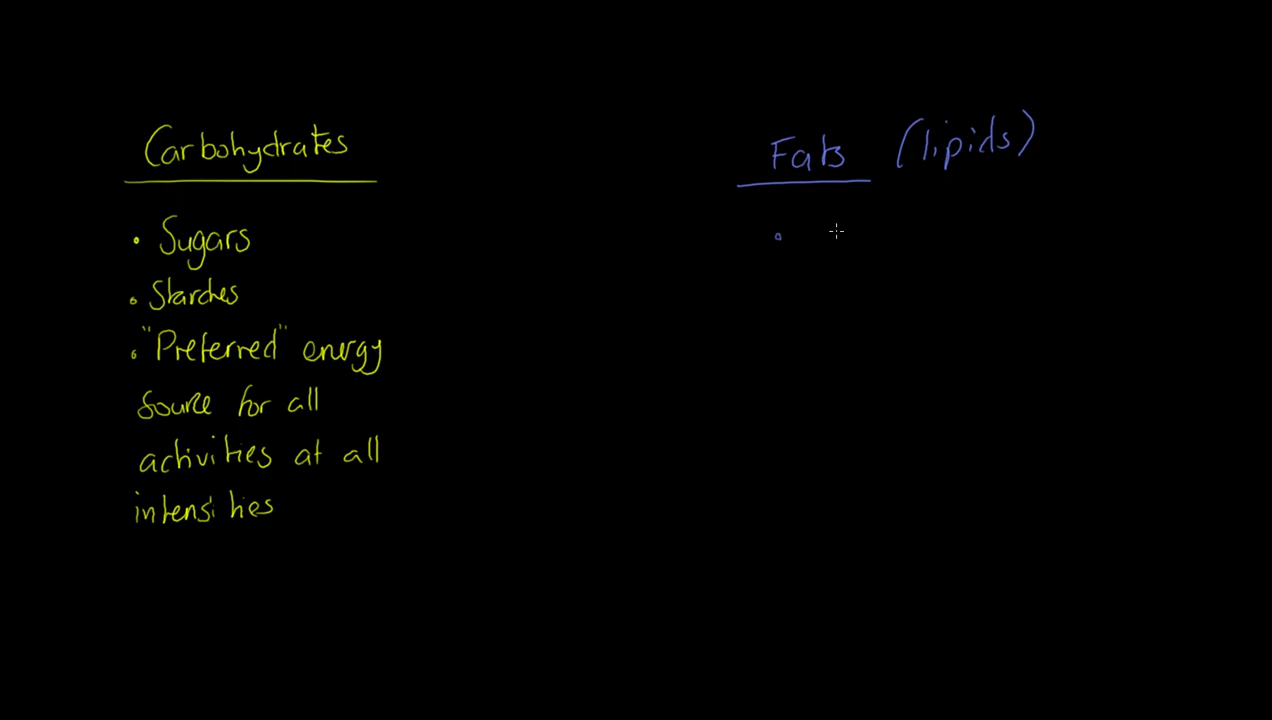 Carbohydrates
• Sugars
• Starches
• "Preferred" energy
source for all
activities at all
intensities
Fats (lipids)
•